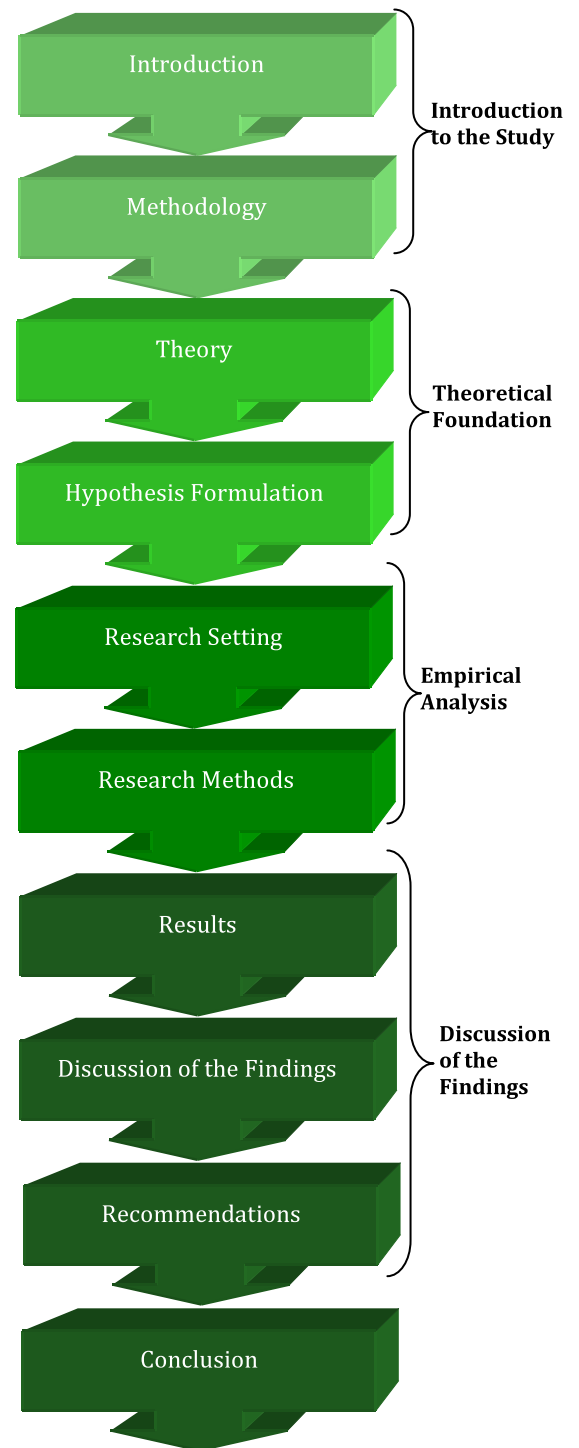 Introduction
Introduction
to the Study
Methodology
Theory
Theoretical
Foundation
Hypothesis Formulation
Research Setting
Empirical
Analysis
Research Methods
Results
Discussion
of the
Findings
Discussion of the Findings
Recommendations
Conclusion